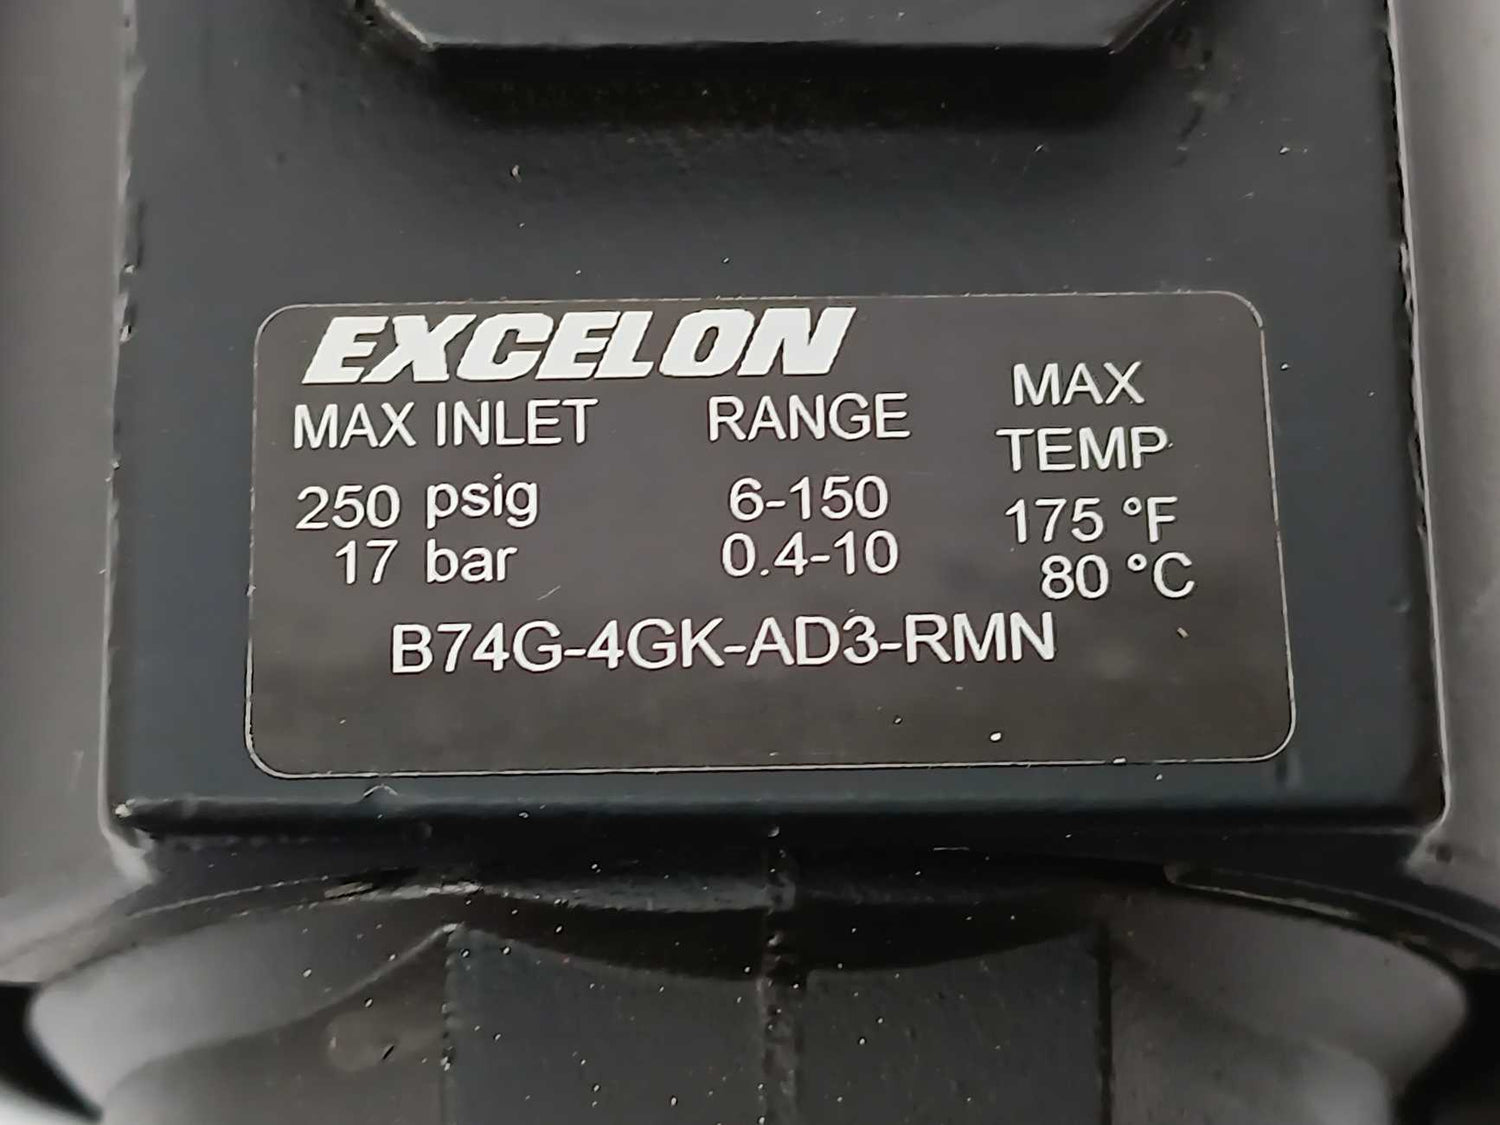 EXCELON
MAX INLET RANGE MAX TEMP
250 psig 6-150 175 °F
17 bar 0.4-10 80 °C
B74G-4GK-AD3-RMN